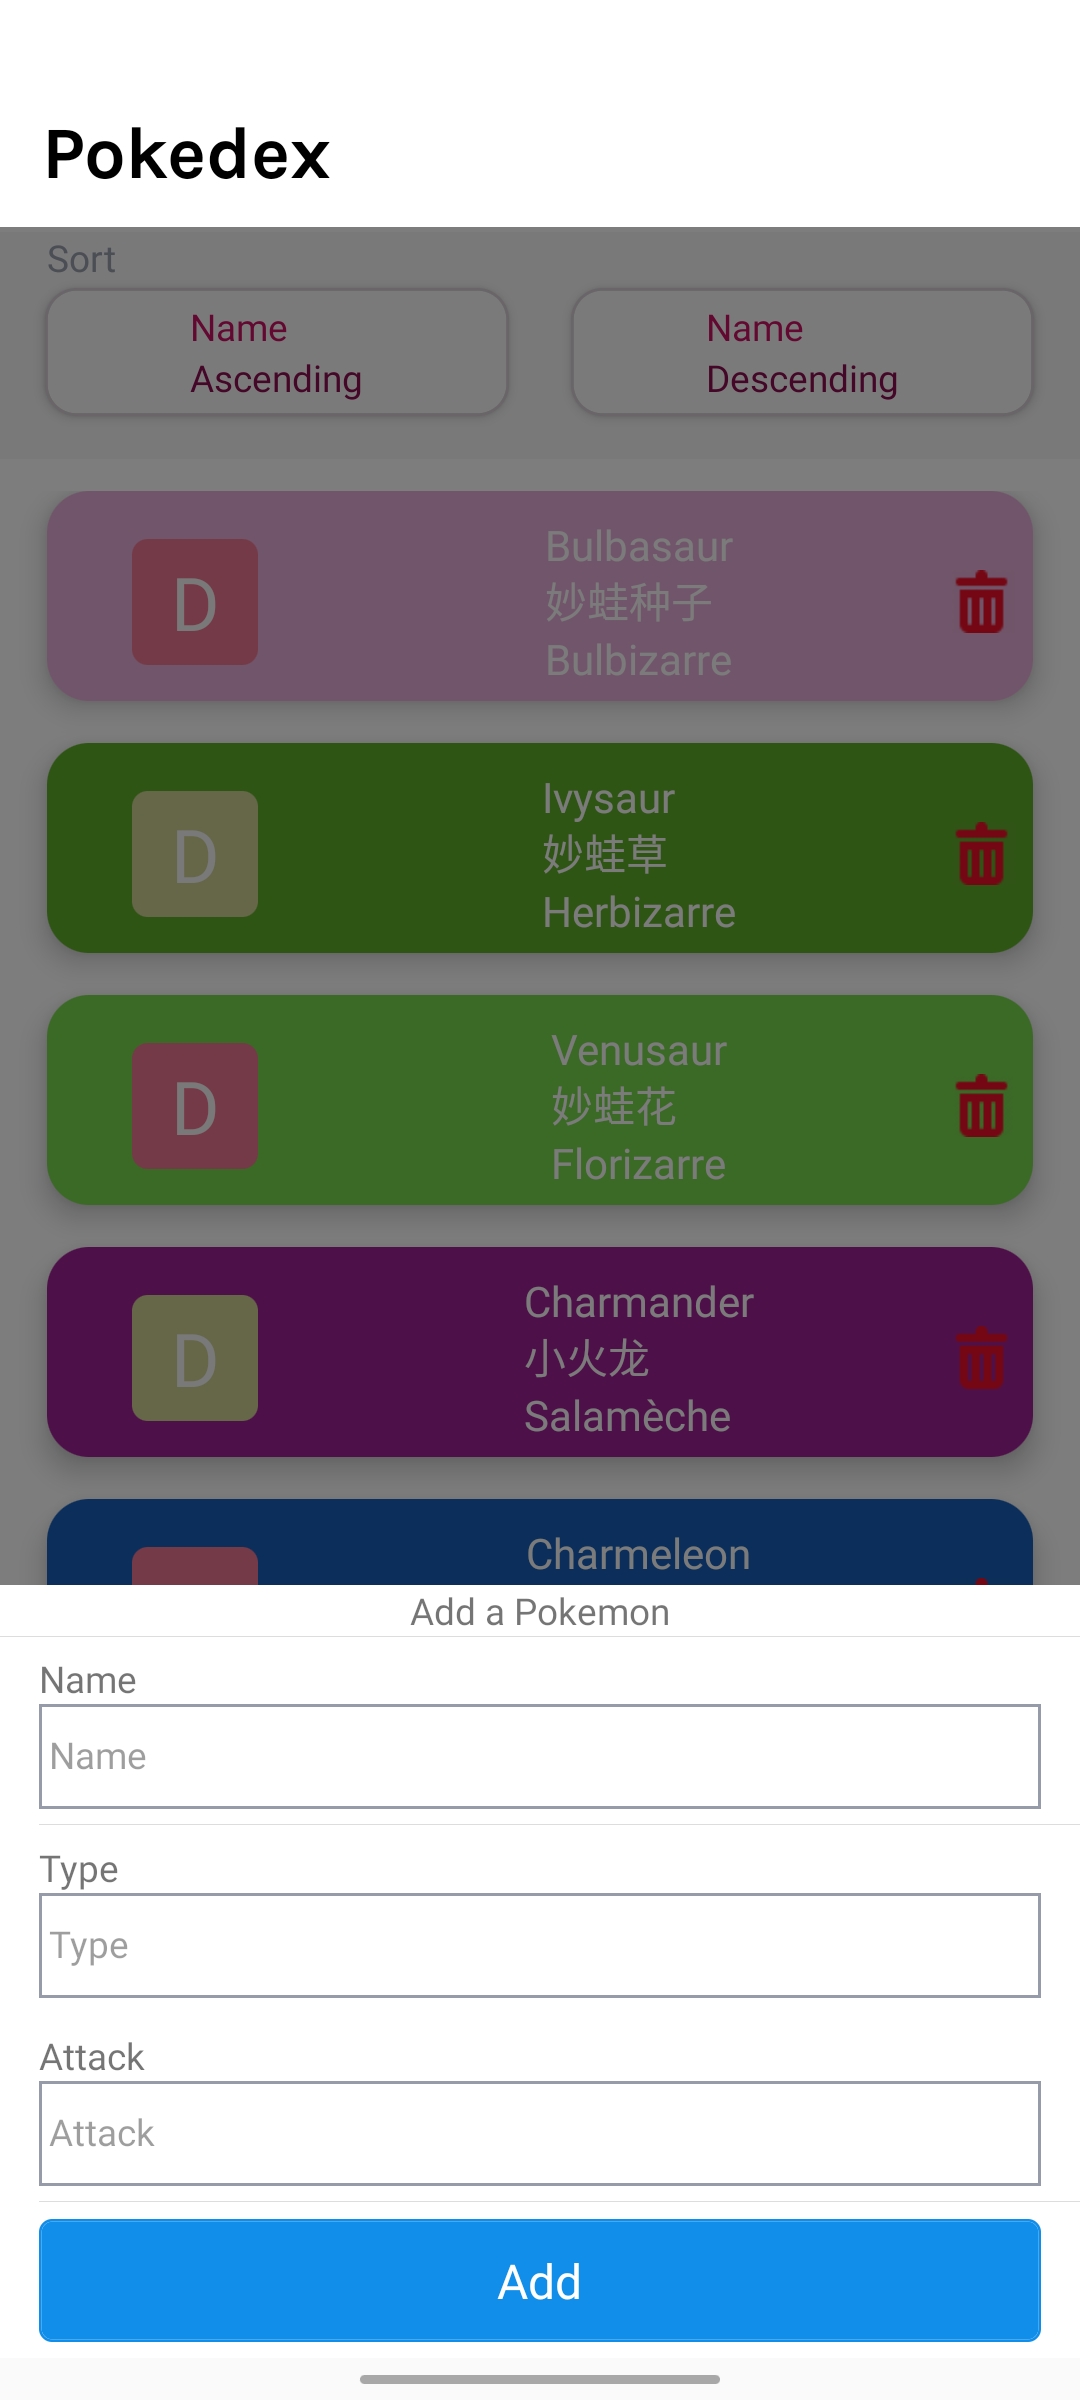 Pokedex
Sort
Name
Ascending
Name
Descending
D
Bulbasaur
妙蛙种子
Bulbizarre
D
Ivysaur
妙蛙草
Herbizarre
D
Venusaur
妙蛙花
Florizarre
D
Charmander
小火龙
Salamèche
Charmeleon
Add a Pokemon
Name
Name
Type
Type
Attack
Attack
Add